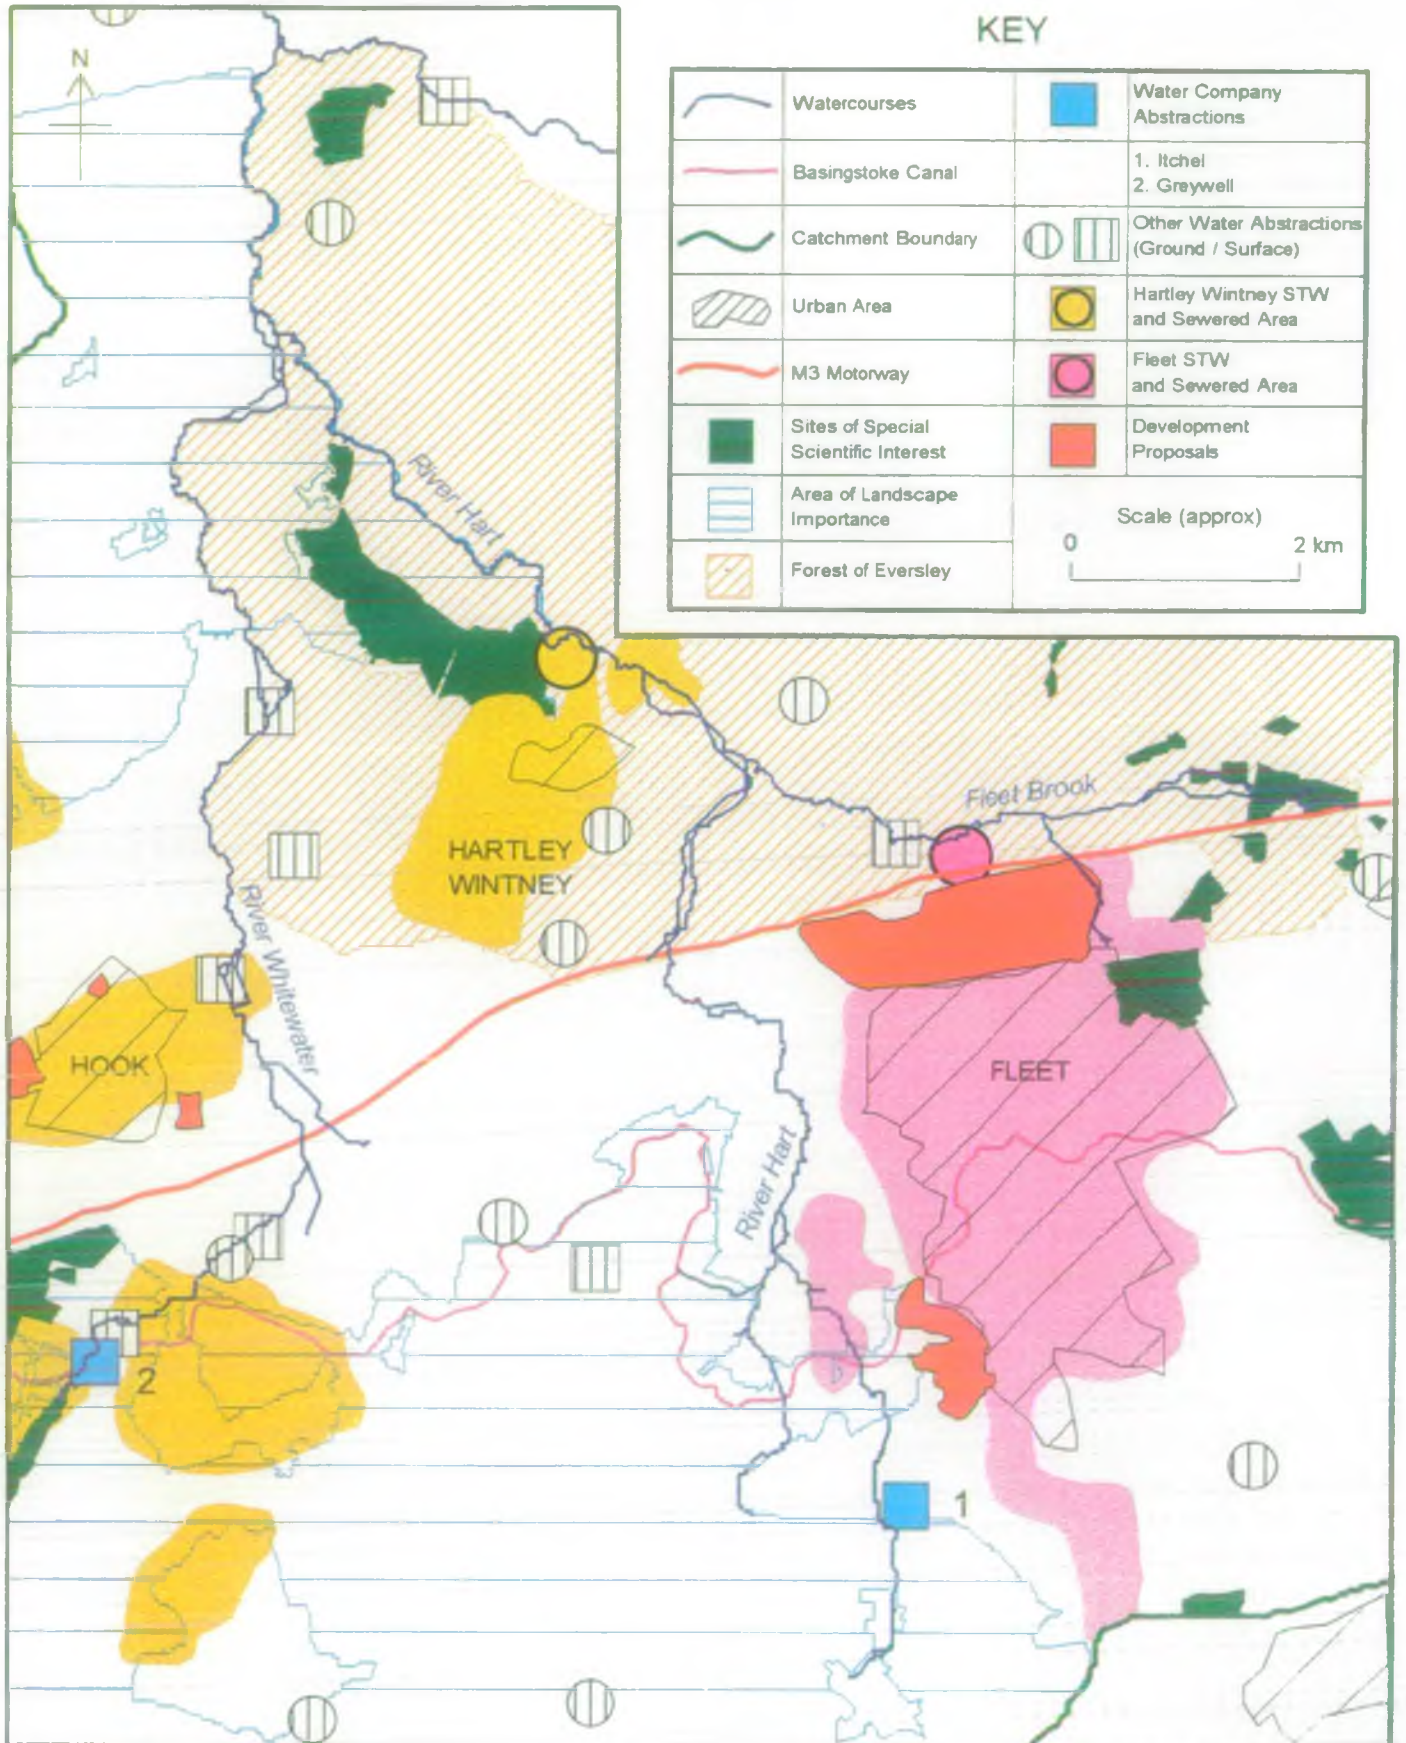 KEY
N
Watercourses
Water Company
Abstractions
Basingstoke Canal
1. Itchel
2. Greywell
Catchment Boundary
Other Water Abstractions
(Ground / Surface)
Urban Area
Hartley Wintney STW
and Sewered Area
M3 Motorway
Fleet STW
and Sewered Area
Sites of Special
Scientific Interest
Development
Proposals
Area of Landscape
Importance
Scale (approx)
0
2 km
Forest of Eversley
River Hart
Fleet Brook
HARTLEY
WINTNEY
River Whitewater
HOOK
FLEET
River Hart
2
1